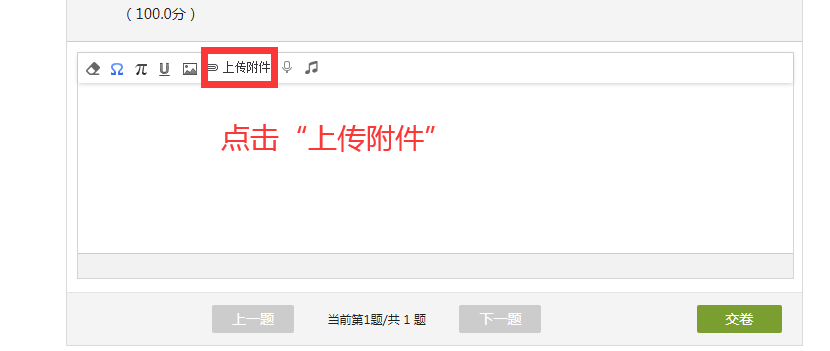 （100.0分）
Ω π U 上传附件
点击“上传附件”
上一题 当前第1题/共 1 题 下一题 交卷